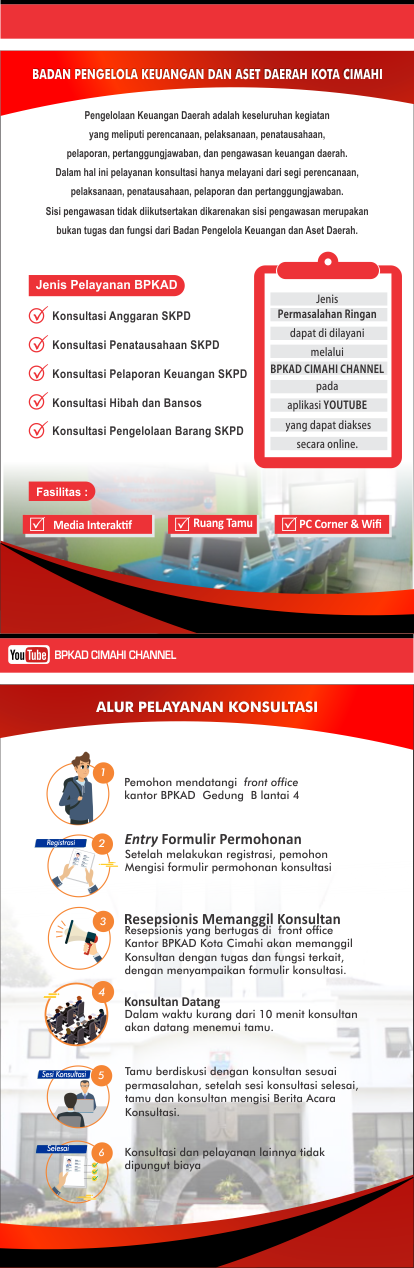 BADAN PENGELOLA KEUANGAN DAN ASET DAERAH KOTA CIMAHI
Pengelolaan Keuangan Daerah adalah keseluruhan kegiatan
yang meliputi perencanaan, pelaksanaan, penatausahaan,
pelaporan, pertanggungjawaban, dan pengawasan keuangan daerah.
Dalam hal ini pelayanan konsultasi hanya melayani dari segi perencanaan,
pelaksanaan, penatausahaan, pelaporan dan pertanggungjawaban.
Sisi pengawasan tidak diikutsertakan dikarenakan sisi pengawasan merupakan
bukan tugas dan fungsi dari Badan Pengelola Keuangan dan Aset Daerah.
Jenis Pelayanan BPKAD
Konsultasi Anggaran SKPD
Konsultasi Penatausahaan SKPD
Konsultasi Pelaporan Keuangan SKPD
Konsultasi Hibah dan Bansos
Konsultasi Pengelolaan Barang SKPD
Jenis
Permasalahan Ringan
dapat di dilayani
melalui
BPKAD CIMAHI CHANNEL
pada
aplikasi YOUTUBE
yang dapat diakses
secara online.
Fasilitas :
Media Interaktif
Ruang Tamu
PC Corner & Wifi
YouTube BPKAD CIMAHI CHANNEL
ALUR PELAYANAN KONSULTASI
1
Pemohon mendatangi front office
kantor BPKAD Gedung B lantai 4
Registrasi
2
Entry Formulir Permohonan
Setelah melakukan registrasi, pemohon
Mengisi formulir permohonan konsultasi
3
Resepsionis Memanggil Konsultan
Resepsionis yang bertugas di front office
Kantor BPKAD Kota Cimahi akan memanggil
Konsultan dengan tugas dan fungsi terkait,
dengan menyampaikan formulir konsultasi.
4
Konsultan Datang
Dalam waktu kurang dari 10 menit konsultan
akan datang menemui tamu.
Sesi Konsultasi
5
Tamu berdiskusi dengan konsultan sesuai
permasalahan, setelah sesi konsultasi selesai,
tamu dan konsultan mengisi Berita Acara
Konsultasi.
Selesai
6
Konsultasi dan pelayanan lainnya tidak
dipungut biaya